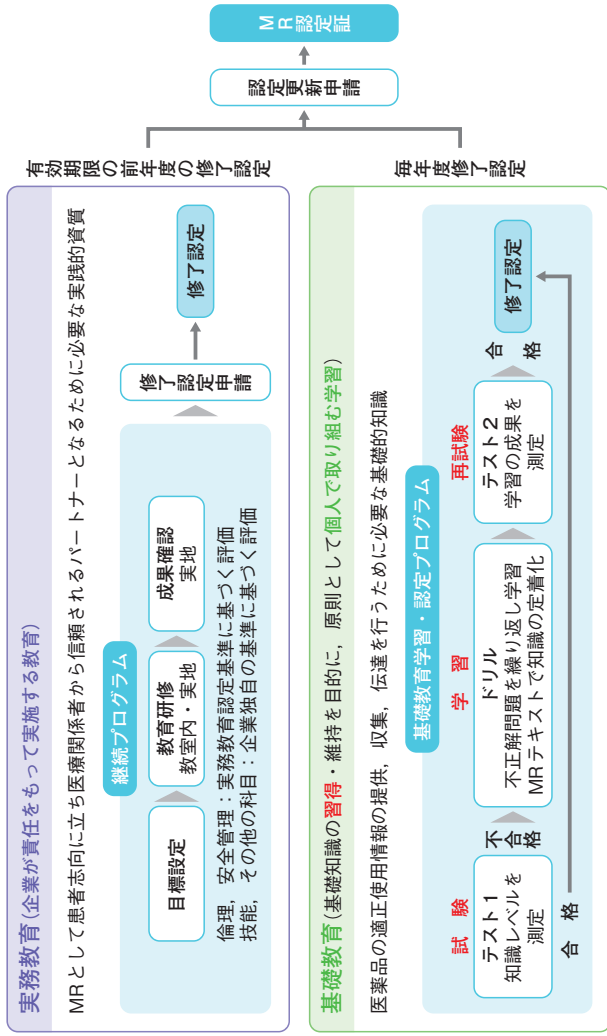 実務教育(企業が責任をもって実施する教育)
MRとして患者志向に立ち医療関係者から信頼されるパートナーとなるために必要な実践的資質
継続プログラム
目標設定
教育研修
教室内・実地
成果確認
実地
倫理，安全管理：実務教育認定基準に基づく評価
技能，その他の科目：企業独自の基準に基づく評価
修了認定申請
修了認定
有効期限の前年度の修了認定
基礎教育(基礎知識の習得・維持を目的に，原則として個人で取り組む学習)
医薬品の適正使用情報の提供，収集，伝達を行うために必要な基礎的知識
基礎教育学習・認定プログラム
試験
テスト1
知識レベルを
測定
不合格
合格
学習
ドリル
不正解問題を繰り返し学習
MRテキストで知識の定着化
再試験
テスト2
学習の成果を
測定
合格
修了認定
毎年度修了認定
認定更新申請
MR認定証